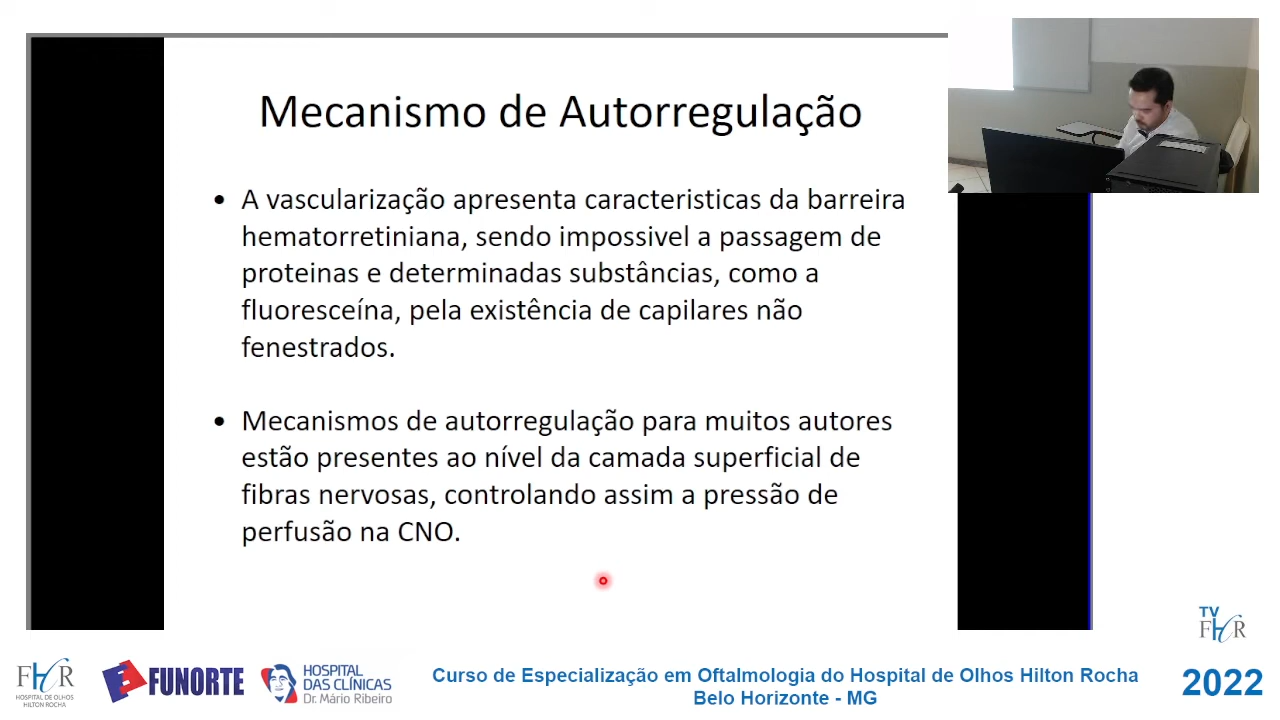 Mecanismo de Autorregulação
• A vascularização apresenta caracteristicas da barreira
hematorretiniana, sendo impossivel a passagem de
proteinas e determinadas substâncias, como a
fluoresceína, pela existência de capilares não
fenestrados.
• Mecanismos de autorregulação para muitos autores
estão presentes ao nível da camada superficial de
fibras nervosas, controlando assim a pressão de
perfusão na CNO.
TV
FHR
FHR
HOSPITAL DE OLHOS
HILTON ROCHA
FUNORTE
HOSPITAL
DAS CLÍNICAS
Dr. Mário Ribeiro
Curso de Especialização em Oftalmologia do Hospital de Olhos Hilton Rocha
Belo Horizonte - MG
2022